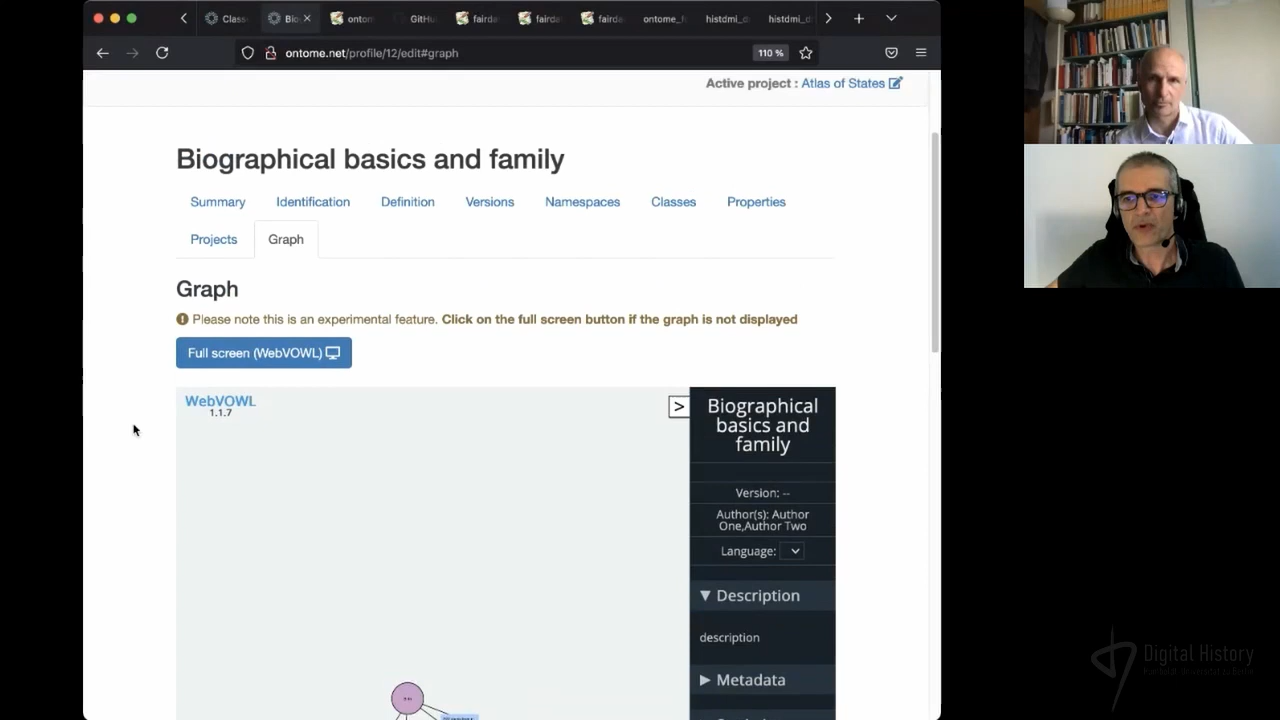 Class
Bio
ontom
GitHu
fairda
fairda
fairda
ontome_f
histdmi_d
histdmi_d
ontome.net/profile/12/edit#graph
110 %
Active project : Atlas of States
Biographical basics and family
Summary
Identification
Definition
Versions
Namespaces
Classes
Properties
Projects
Graph
Graph
Please note this is an experimental feature. Click on the full screen button if the graph is not displayed
Full screen (WebVOWL)
WebVOWL
1.1.7
>
Biographical
basics and
family
Version: --
Author(s): Author
One,Author Two
Language:
Description
description
Metadata
Digital History